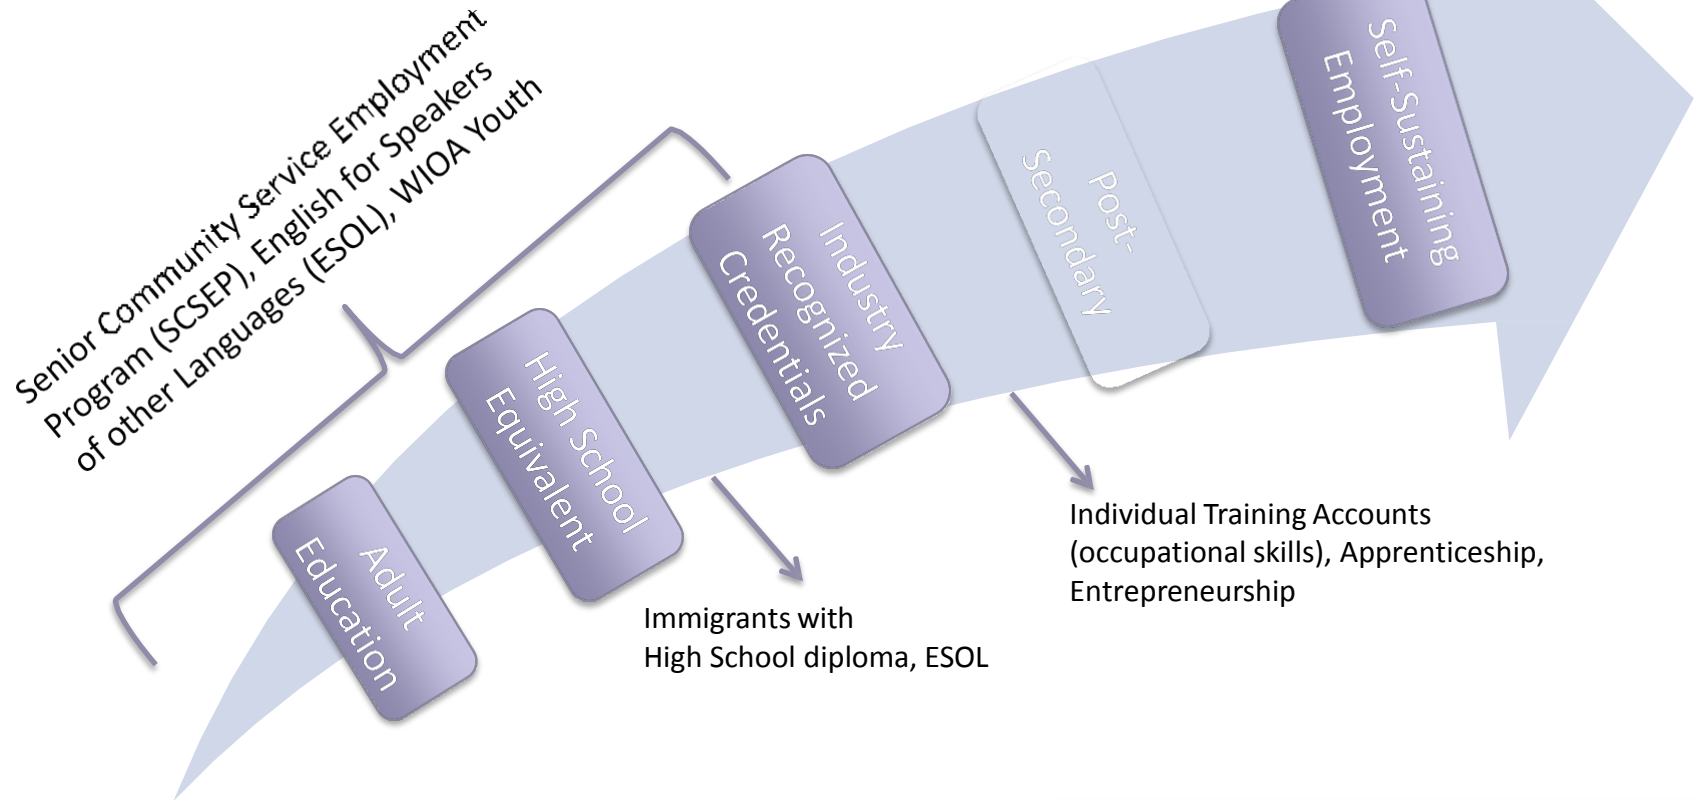 Senior Community Service Employment
Program (SCSEP), English for Speakers
of other Languages (ESOL), WIOA Youth
Adult
Education
High School
Equivalent
Industry
Recognized
Credentials
Post-
Secondary
Self-Sustaining
Employment
Immigrants with
High School diploma, ESOL
Individual Training Accounts
(occupational skills), Apprenticeship,
Entrepreneurship